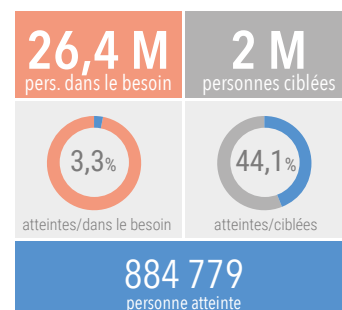 26,4 M
pers. dans le besoin
2 M
personnes ciblées
3,3%
atteintes/dans le besoin
44,1%
atteintes/ciblées
884 779
personne atteinte